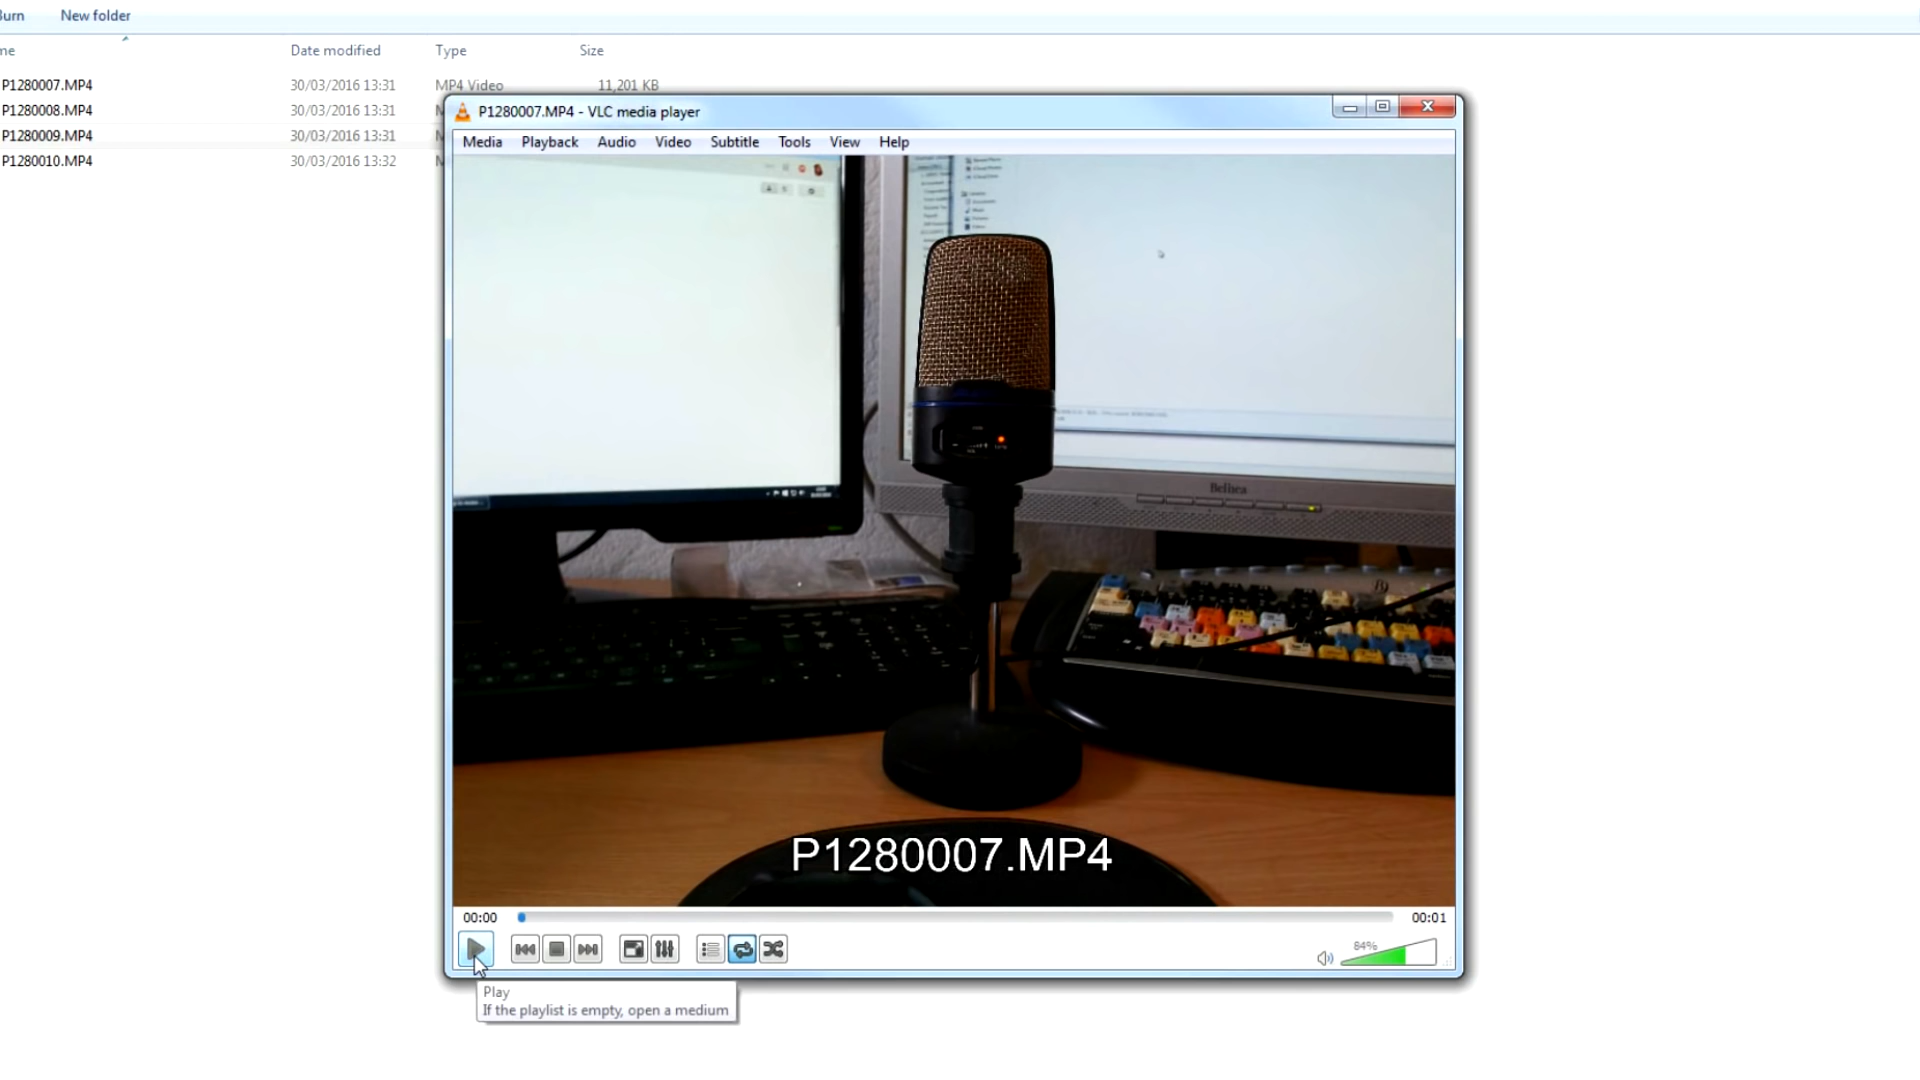 New folder
Date modified Type Size
P1280007.MP4 30/03/2016 13:31 MP4 Video 11,201 KB
P1280008.MP4 30/03/2016 13:31
P1280009.MP4 30/03/2016 13:31
P1280010.MP4 30/03/2016 13:32
P1280007.MP4 - VLC media player
Media Playback Audio Video Subtitle Tools View Help
Belinea
P1280007.MP4
00:00 00:01
84%
Play
If the playlist is empty, open a medium